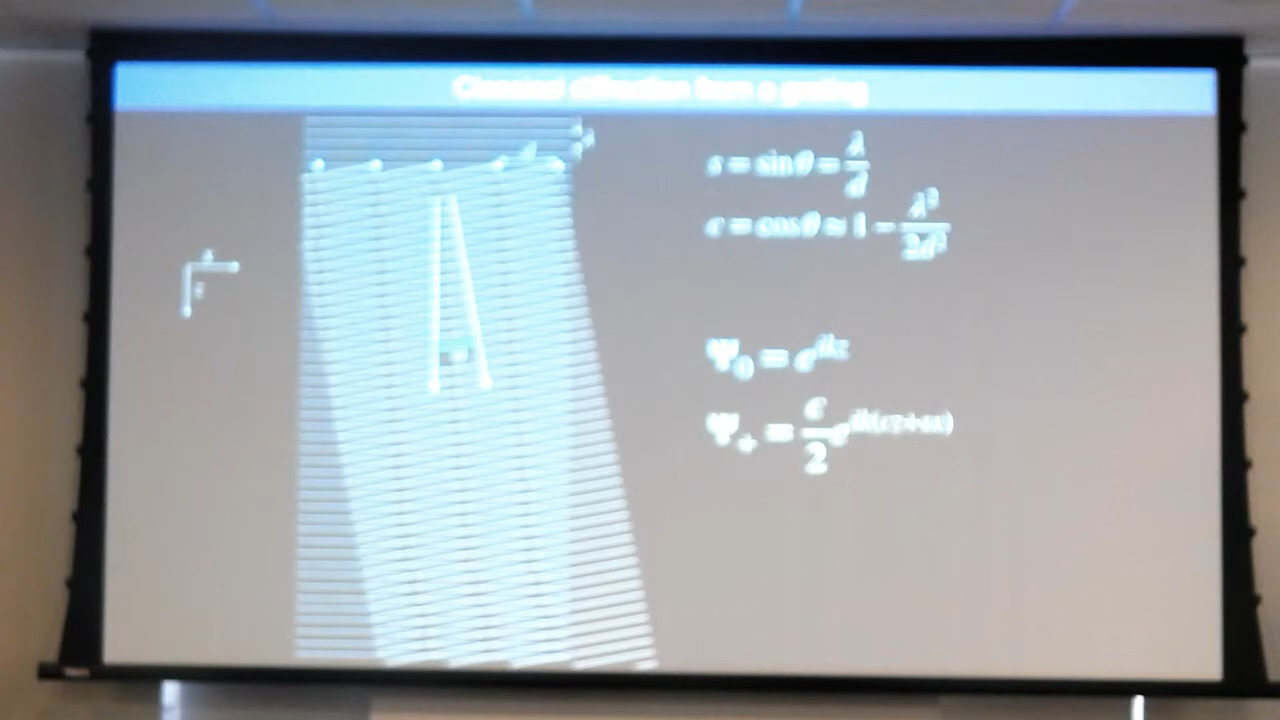 Classical diffraction from a grating
d
s = sin θ = λ/d
c = cos θ ≈ 1 − λ²/2d²
Ψ₀ = e^{ikz}
Ψ₊ = ϵ/2 e^{ik(cz+sx)}